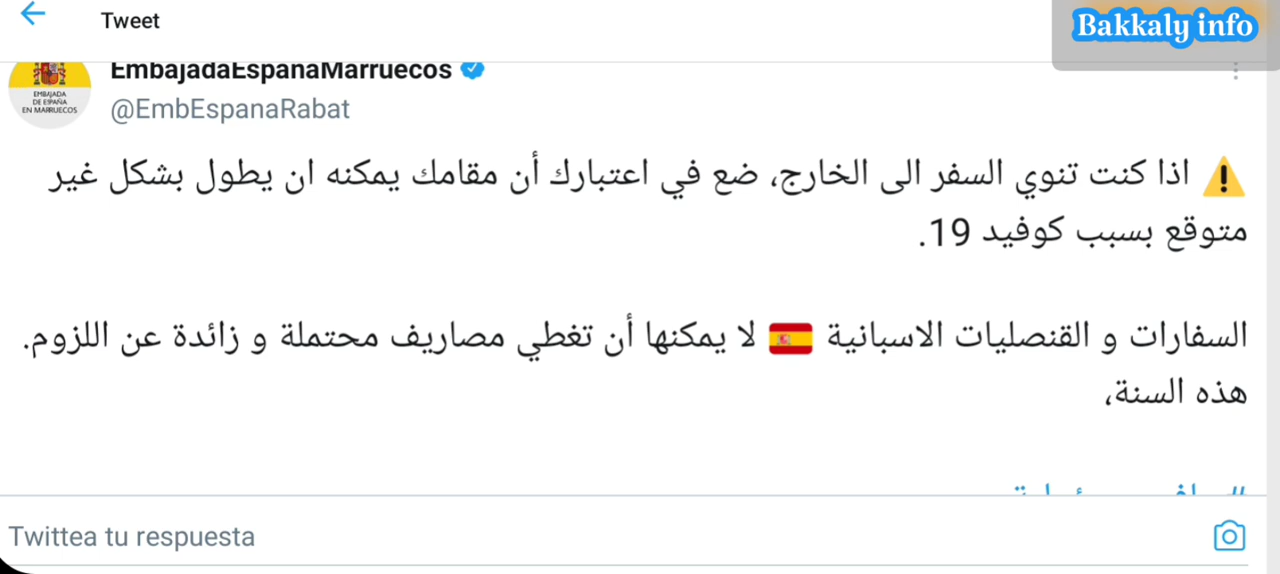 Tweet
Bakkaly info
EmbajadaEspanaMarruecos
@EmbEspanaRabat
EMBAJADA
DE ESPAÑA
EN MARRUECOS
⚠️ اذا كنت تنوي السفر الى الخارج، ضع في اعتبارك أن مقامك يمكنه ان يطول بشكل غير
متوقع بسبب كوفيد 19.
السفارات و القنصليات الاسبانية 🇪🇸 لا يمكنها أن تغطي مصاريف محتملة و زائدة عن اللزوم.
هذه السنة،
Twittea tu respuesta